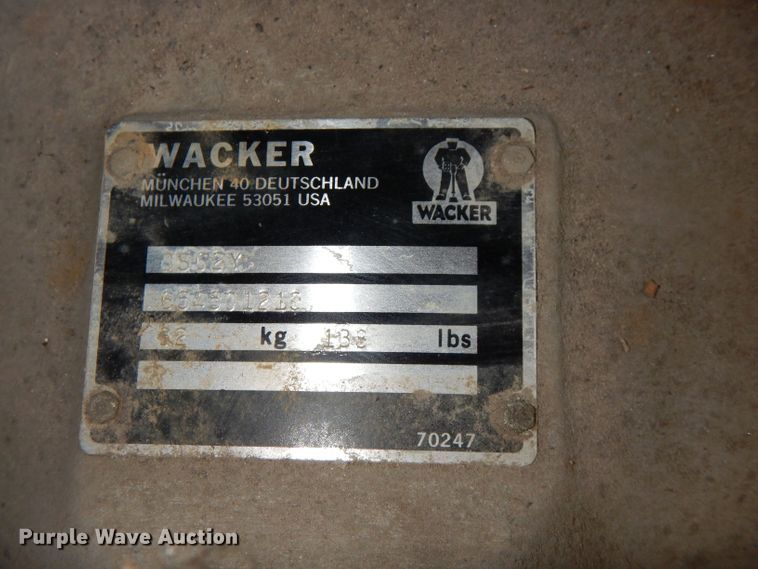 WACKER
MÜNCHEN 40 DEUTSCHLAND
MILWAUKEE 53051 USA
WACKER
kg lbs
70247
Purple Wave Auction